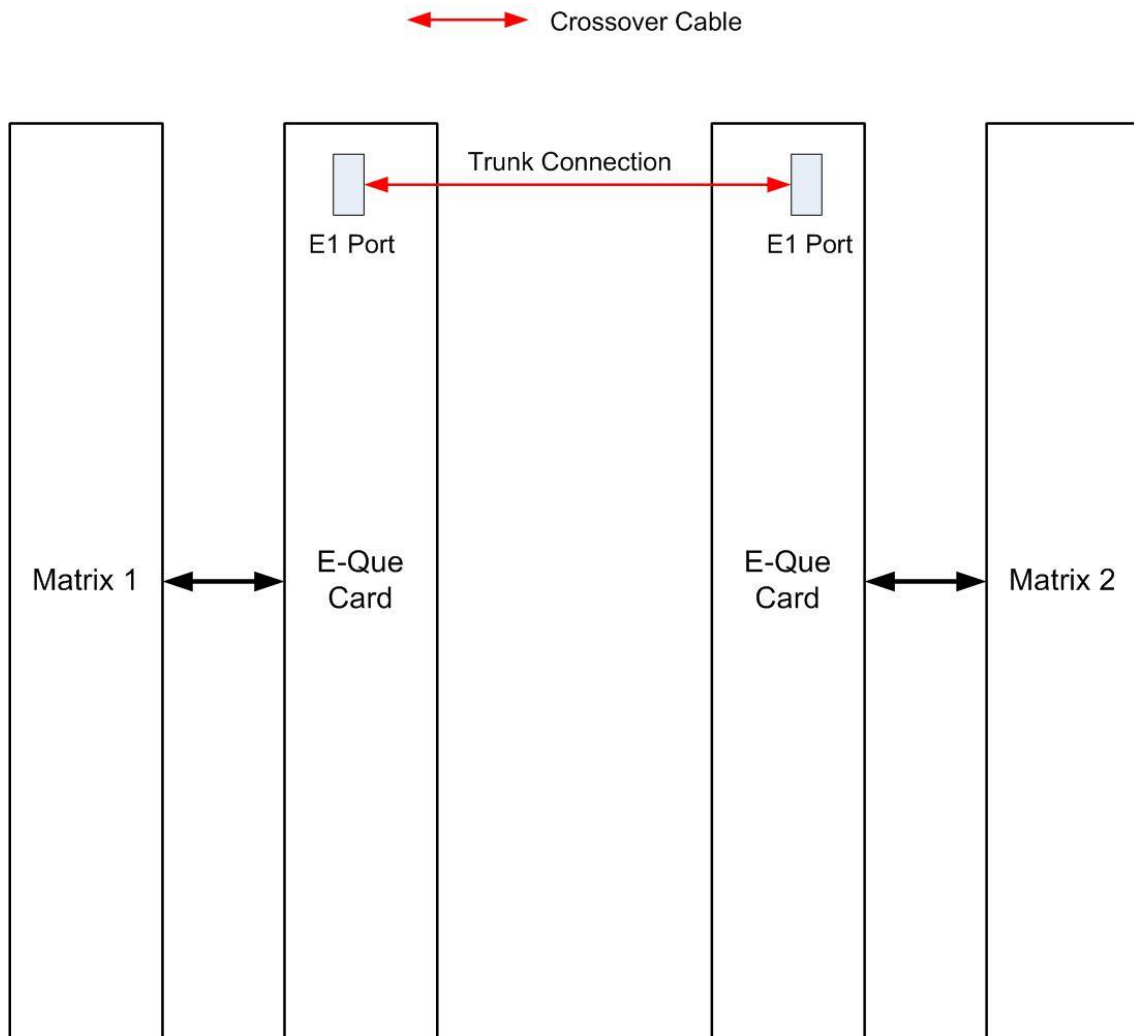 Crossover Cable
Trunk Connection
E1 Port
E1 Port
Matrix 1
E-Que
Card
E-Que
Card
Matrix 2